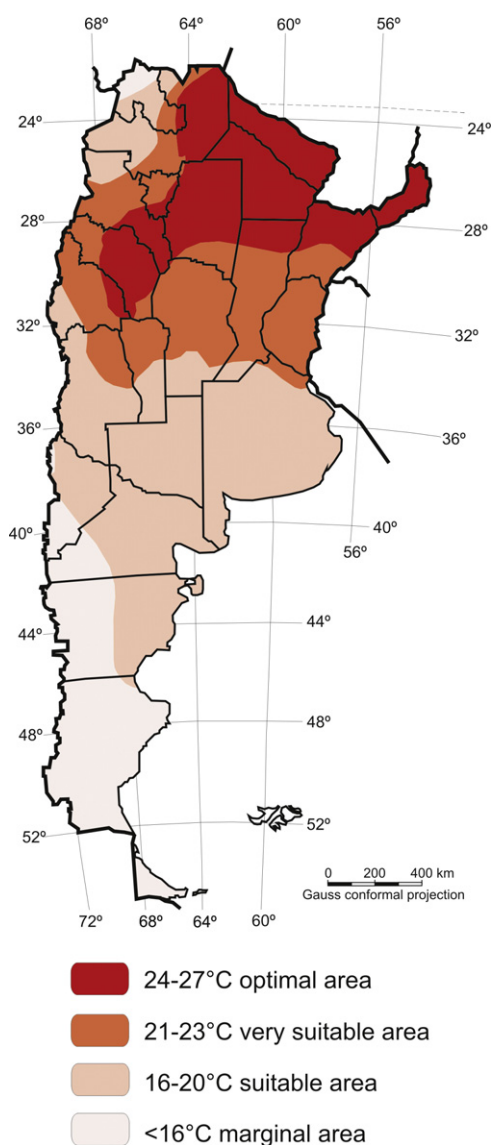 68º 64º 60º 56º
24º 24º
28º 28º
32º 32º
36º 36º
40º 40º
56º
44º 44º
48º 48º
52º 52º
0 200 400 km
Gauss conformal projection
72º 68º 64º 60º
24-27°C optimal area
21-23°C very suitable area
16-20°C suitable area
<16°C marginal area